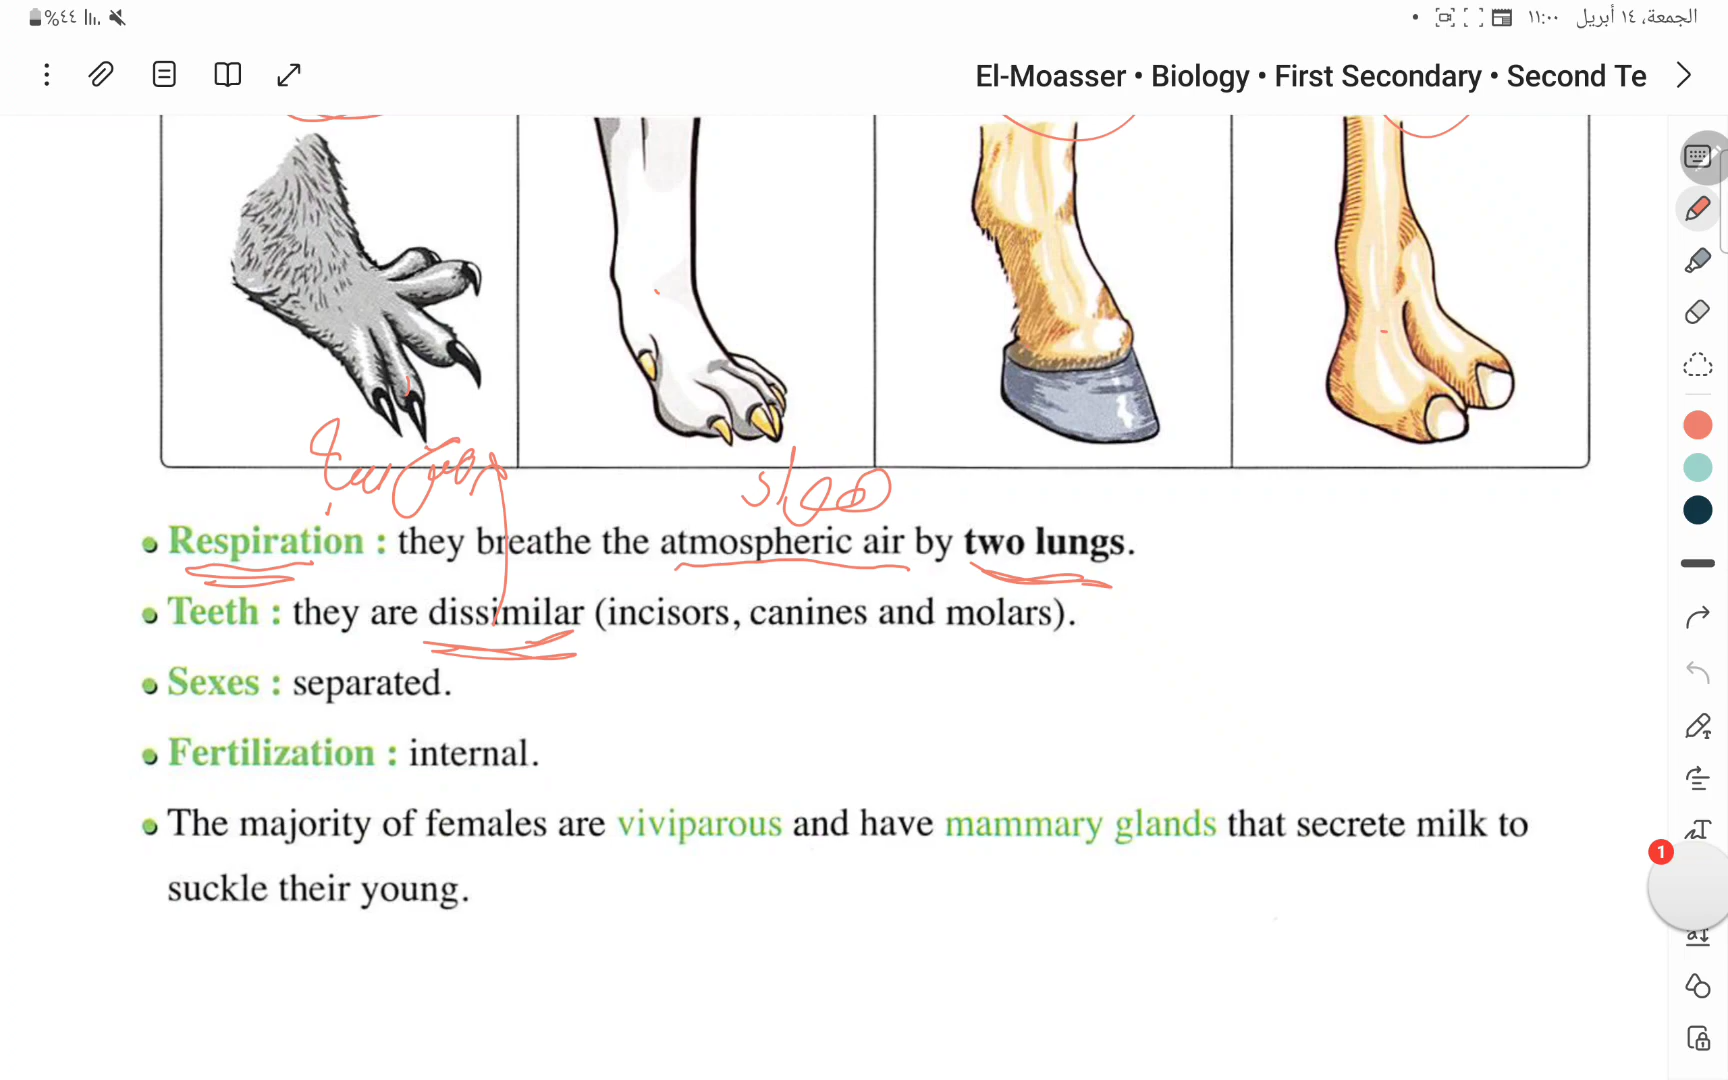 %٤٤
الجمعة، ١٤ أبريل ١١:٠٠
El-Moasser • Biology • First Secondary • Second Te
هواء
Respiration : they breathe the atmospheric air by two lungs.
Teeth : they are dissimilar (incisors, canines and molars).
Sexes : separated.
Fertilization : internal.
The majority of females are viviparous and have mammary glands that secrete milk to
suckle their young.
1